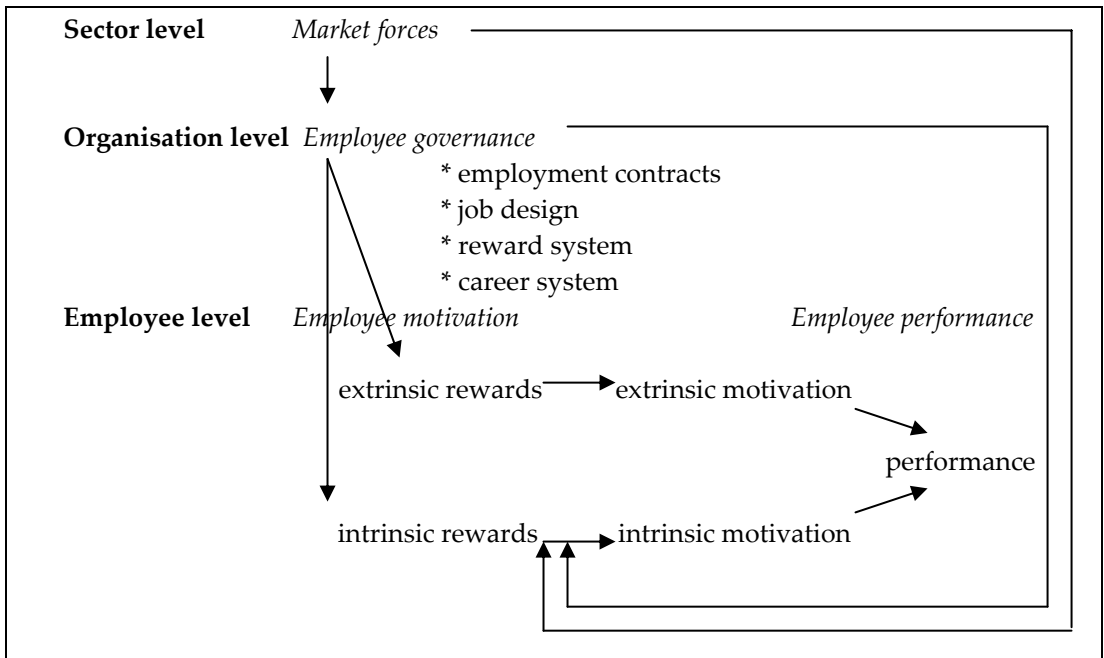 Sector level Market forces
Organisation level Employee governance
* employment contracts
* job design
* reward system
* career system
Employee level Employee motivation Employee performance
extrinsic rewards extrinsic motivation
performance
intrinsic rewards intrinsic motivation